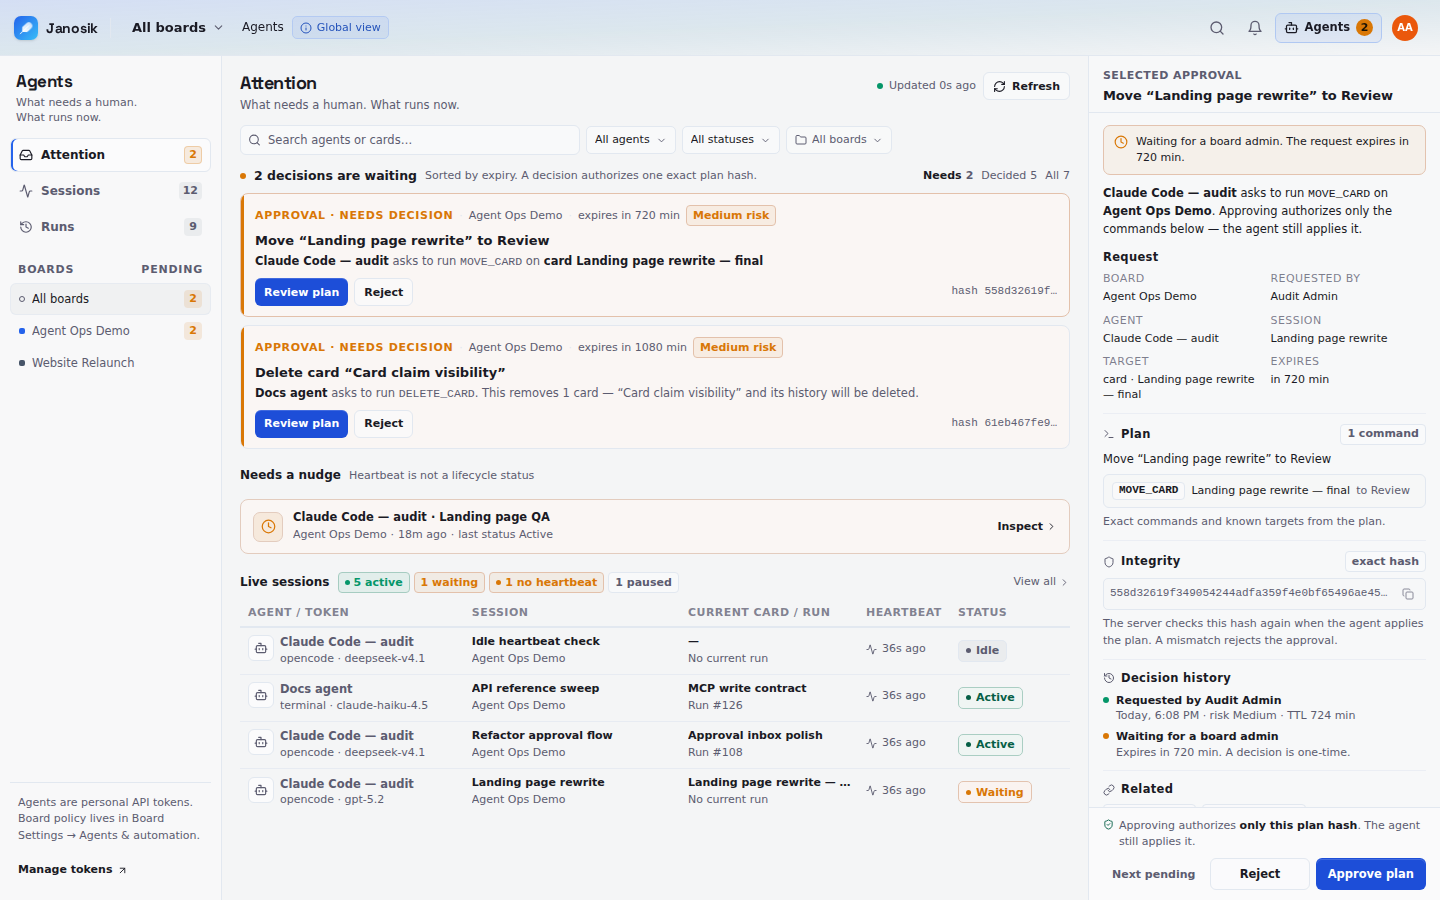 Janosik
All boards
Agents
Global view
Agents 2
AA
Agents
What needs a human.
What runs now.
Attention 2
Sessions 12
Runs 9
BOARDS PENDING
All boards 2
Agent Ops Demo 2
Website Relaunch
Agents are personal API tokens.
Board policy lives in Board
Settings → Agents & automation.
Manage tokens
Attention
What needs a human. What runs now.
Updated 0s ago
Refresh
Search agents or cards...
All agents
All statuses
All boards
2 decisions are waiting Sorted by expiry. A decision authorizes one exact plan hash.
Needs 2 Decided 5 All 7
APPROVAL · NEEDS DECISION Agent Ops Demo expires in 720 min Medium risk
Move “Landing page rewrite” to Review
Claude Code — audit asks to run MOVE_CARD on card Landing page rewrite — final
Review plan Reject hash 558d32619f…
APPROVAL · NEEDS DECISION Agent Ops Demo expires in 1080 min Medium risk
Delete card “Card claim visibility”
Docs agent asks to run DELETE_CARD. This removes 1 card — “Card claim visibility” and its history will be deleted.
Review plan Reject hash 61eb467fe9…
Needs a nudge Heartbeat is not a lifecycle status
Claude Code — audit · Landing page QA
Agent Ops Demo · 18m ago · last status Active
Inspect
Live sessions 5 active 1 waiting 1 no heartbeat 1 paused View all
AGENT / TOKEN SESSION CURRENT CARD / RUN HEARTBEAT STATUS
Claude Code — audit Idle heartbeat check — 36s ago Idle
opencode · deepseek-v4.1 Agent Ops Demo No current run
Docs agent API reference sweep MCP write contract 36s ago Active
terminal · claude-haiku-4.5 Agent Ops Demo Run #126
Claude Code — audit Refactor approval flow Approval inbox polish 36s ago Active
opencode · deepseek-v4.1 Agent Ops Demo Run #108
Claude Code — audit Landing page rewrite Landing page rewrite — … 36s ago Waiting
opencode · gpt-5.2 Agent Ops Demo No current run
SELECTED APPROVAL
Move “Landing page rewrite” to Review
Waiting for a board admin. The request expires in
720 min.
Claude Code — audit asks to run MOVE_CARD on
Agent Ops Demo. Approving authorizes only the
commands below — the agent still applies it.
Request
BOARD REQUESTED BY
Agent Ops Demo Audit Admin
AGENT SESSION
Claude Code — audit Landing page rewrite
TARGET EXPIRES
card · Landing page rewrite in 720 min
— final
Plan 1 command
Move “Landing page rewrite” to Review
MOVE_CARD Landing page rewrite — final to Review
Exact commands and known targets from the plan.
Integrity exact hash
558d32619f349054244adfa359f4e0bf65496ae45…
The server checks this hash again when the agent applies
the plan. A mismatch rejects the approval.
Decision history
Requested by Audit Admin
Today, 6:08 PM · risk Medium · TTL 724 min
Waiting for a board admin
Expires in 720 min. A decision is one-time.
Related
Approving authorizes only this plan hash. The agent
still applies it.
Next pending Reject Approve plan